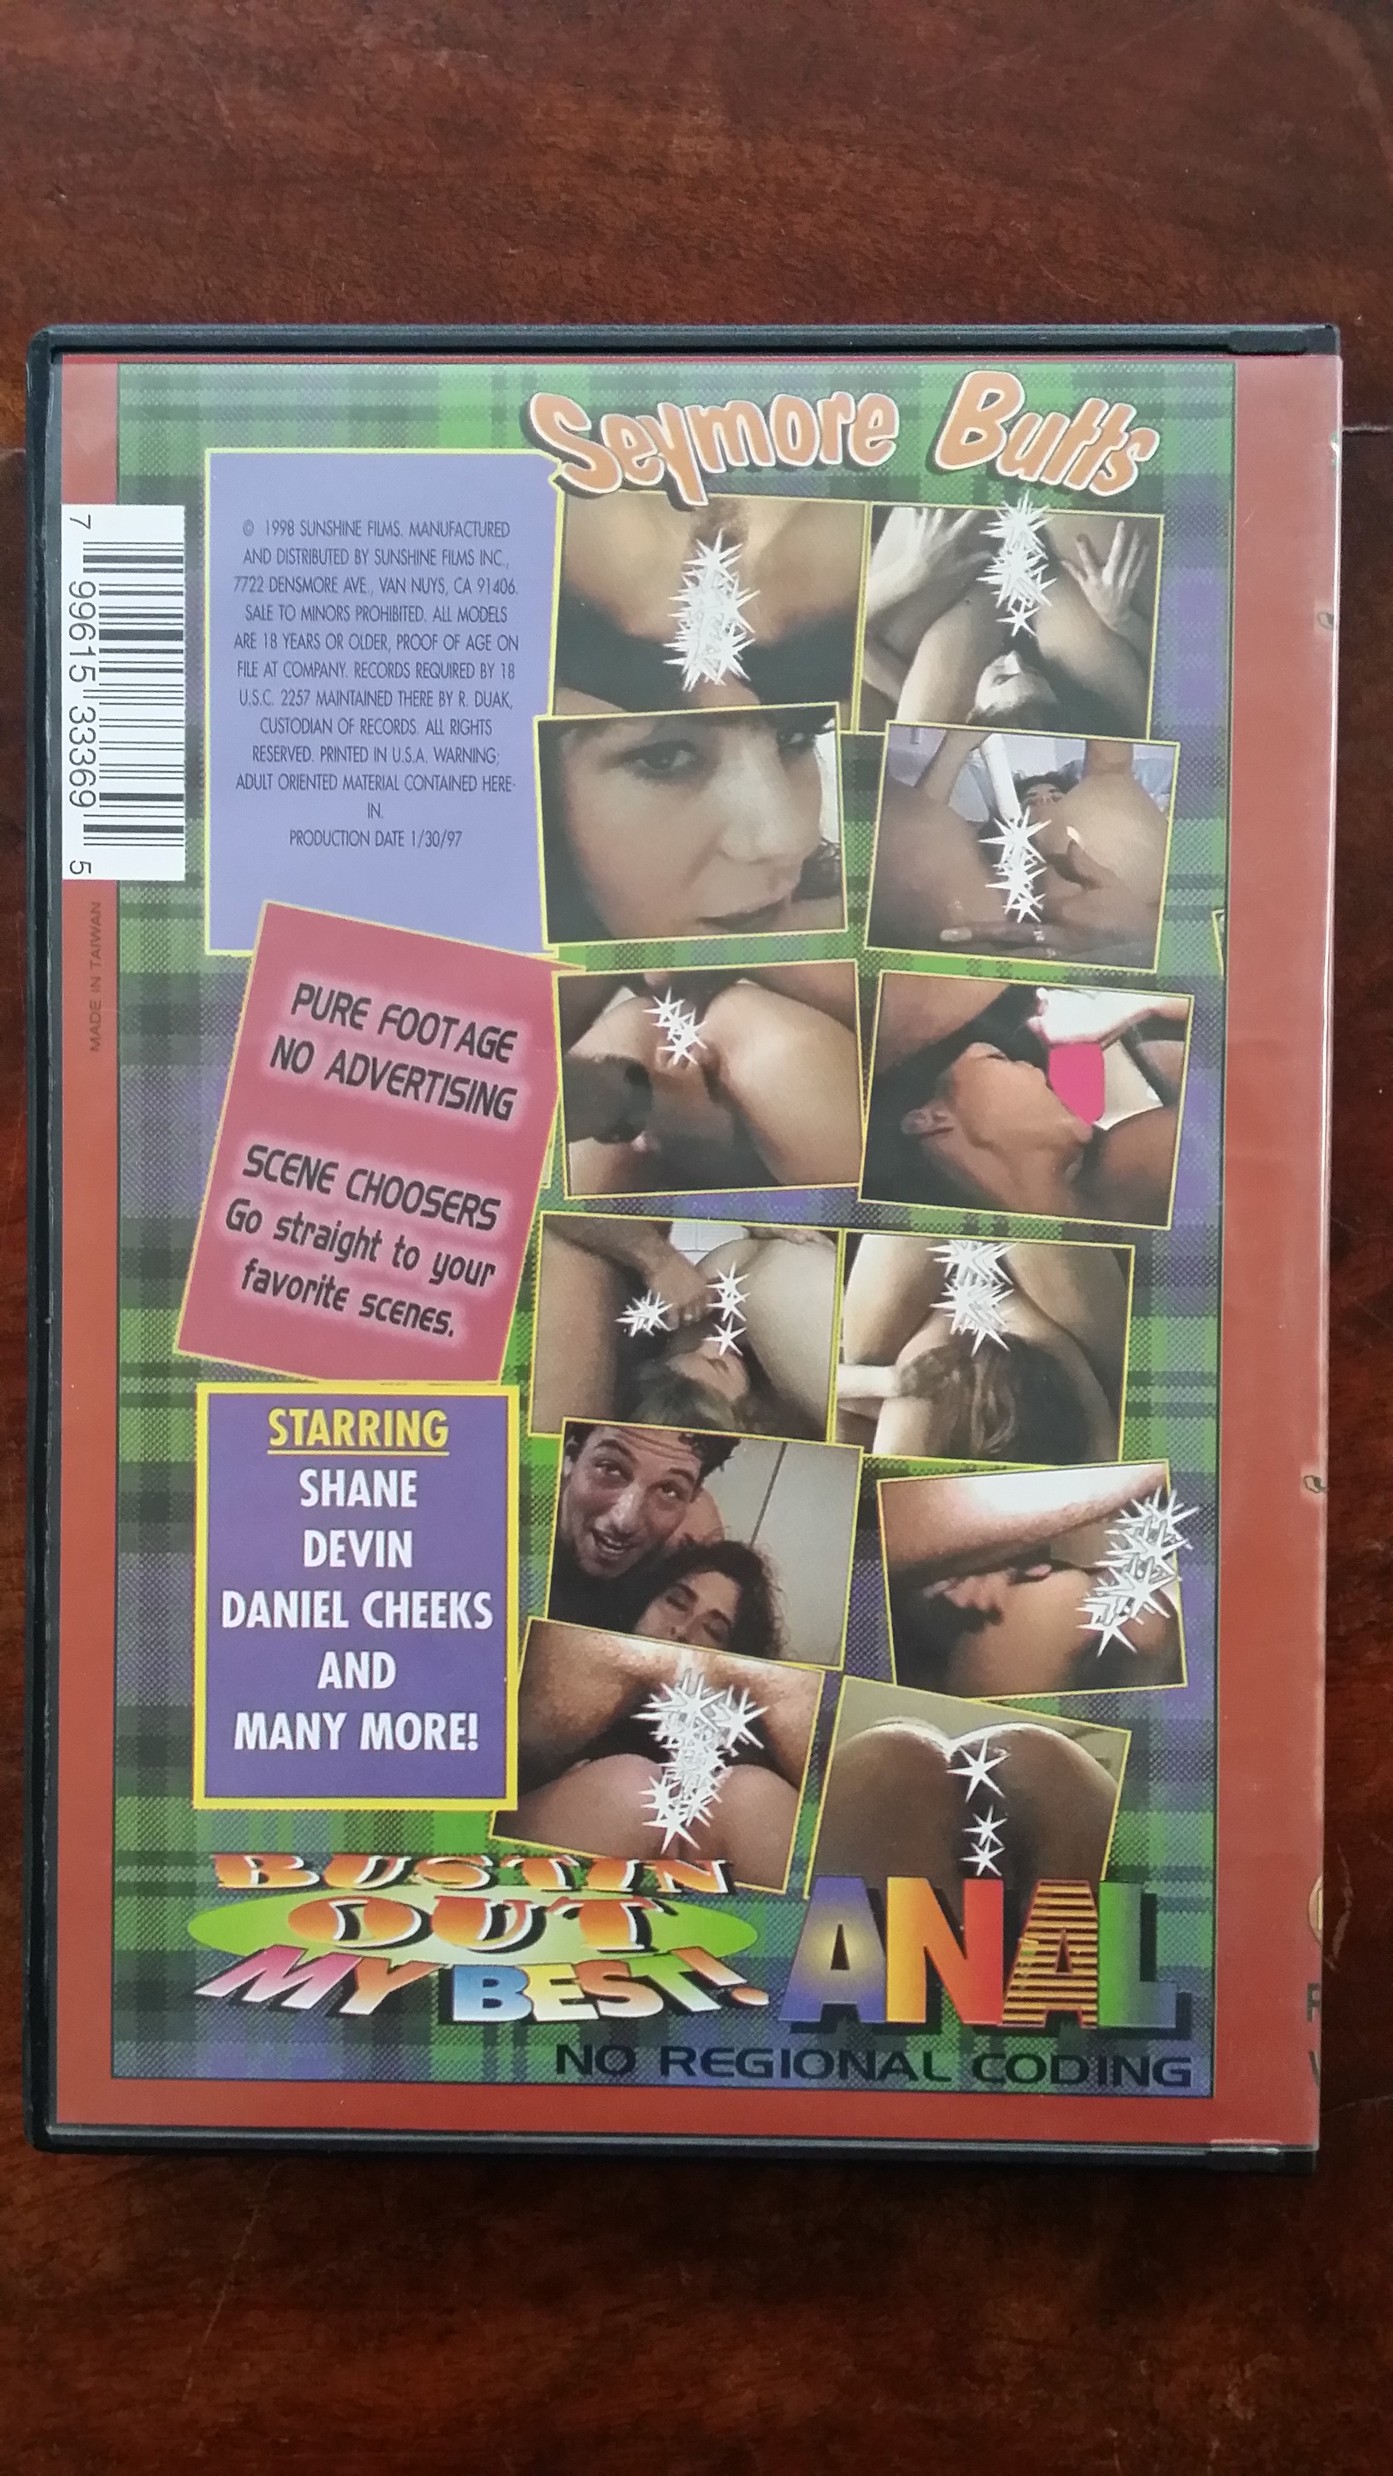 Seymore Butts
© 1998 SUNSHINE FILMS. MANUFACTURED
AND DISTRIBUTED BY SUNSHINE FILMS INC.,
7722 DENSMORE AVE., VAN NUYS, CA 91406.
SALE TO MINORS PROHIBITED. ALL MODELS
ARE 18 YEARS OR OLDER, PROOF OF AGE ON
FILE AT COMPANY. RECORDS REQUIRED BY 18
U.S.C. 2257 MAINTAINED THERE BY R. DUAK,
CUSTODIAN OF RECORDS. ALL RIGHTS
RESERVED. PRINTED IN U.S.A. WARNING;
ADULT ORIENTED MATERIAL CONTAINED HERE-
IN.
PRODUCTION DATE 1/30/97
7 99615 33369 5
MADE IN TAIWAN
PURE FOOTAGE
NO ADVERTISING
SCENE CHOOSERS
Go straight to your
favorite scenes.
STARRING
SHANE
DEVIN
DANIEL CHEEKS
AND
MANY MORE!
BUSTIN
OUT
MY BEST!
ANAL
NO REGIONAL CODING